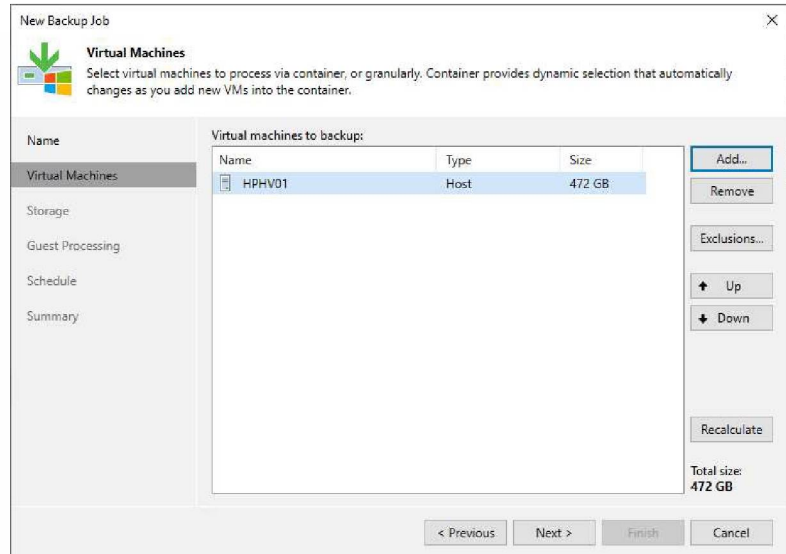 New Backup Job
Virtual Machines
Select virtual machines to process via container, or granularly. Container provides dynamic selection that automatically
changes as you add new VMs into the container.
Name
Virtual Machines
Storage
Guest Processing
Schedule
Summary
Virtual machines to backup:
Name Type Size
HPHV01 Host 472 GB
Add...
Remove
Exclusions...
Up
Down
Recalculate
Total size:
472 GB
< Previous Next > Finish Cancel